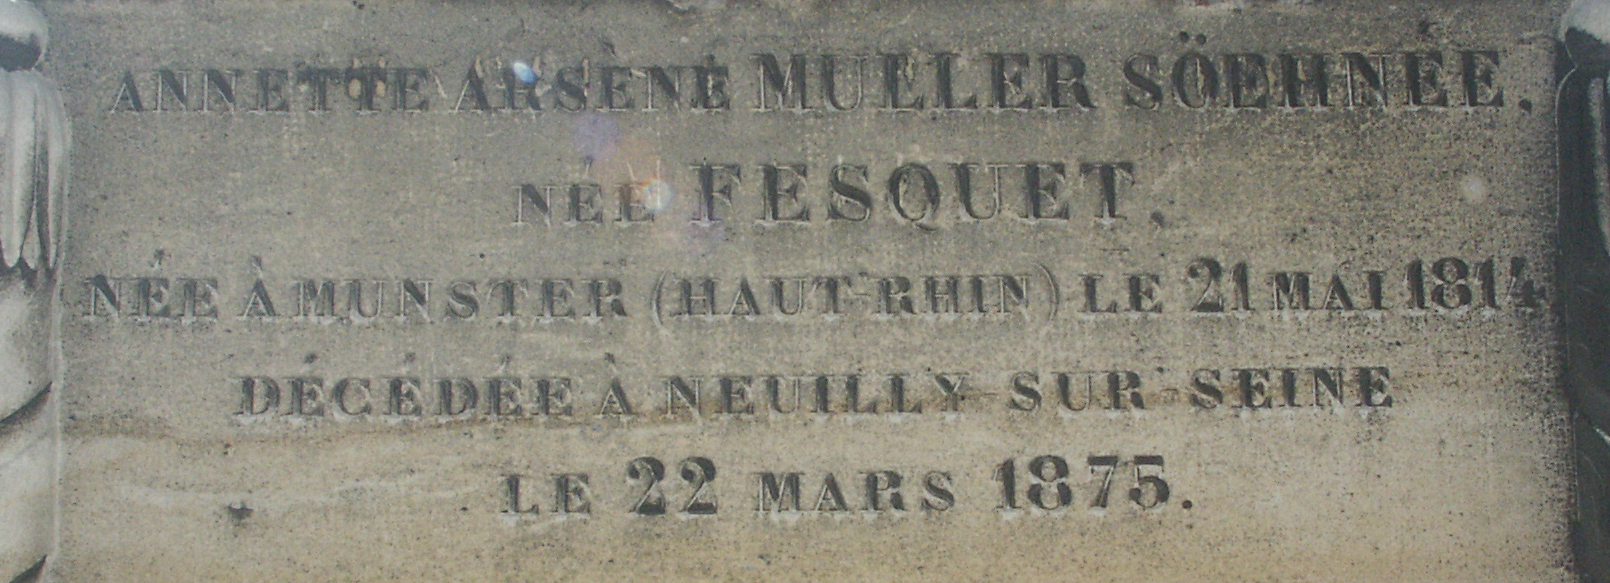 ANNETTE ARSÈNE MUELER SÖEHNÉE,
NÉE FESQUET,
NÉE À MUNSTER (HAUT-RHIN) LE 21 MAI 1814
DÉCÉDÉE À NEUILLY-SUR-SEINE
LE 22 MARS 1875.